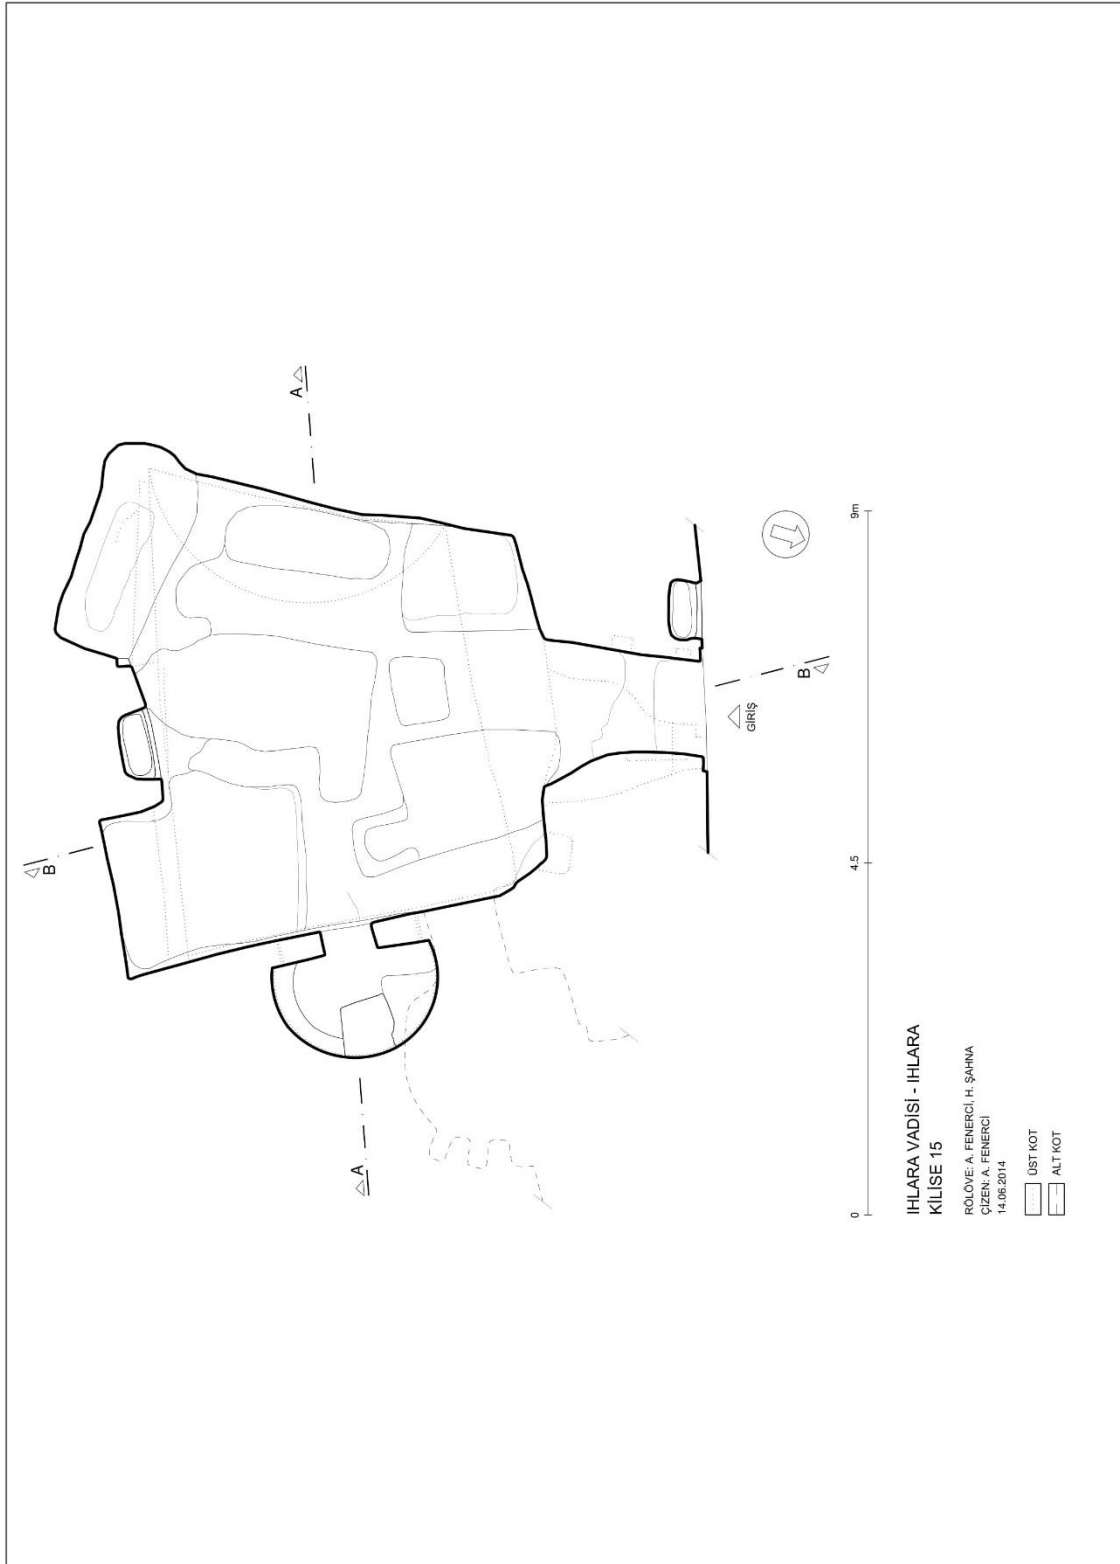 A
A
B
B
GİRİŞ
0
4.5
9m
IHLARA VADİSİ - IHLARA
KİLİSE 15
RÖLÖVE: A. FENERCİ, H. ŞAHNA
ÇİZEN: A. FENERCİ
14.06.2014
ÜST KOT
ALT KOT